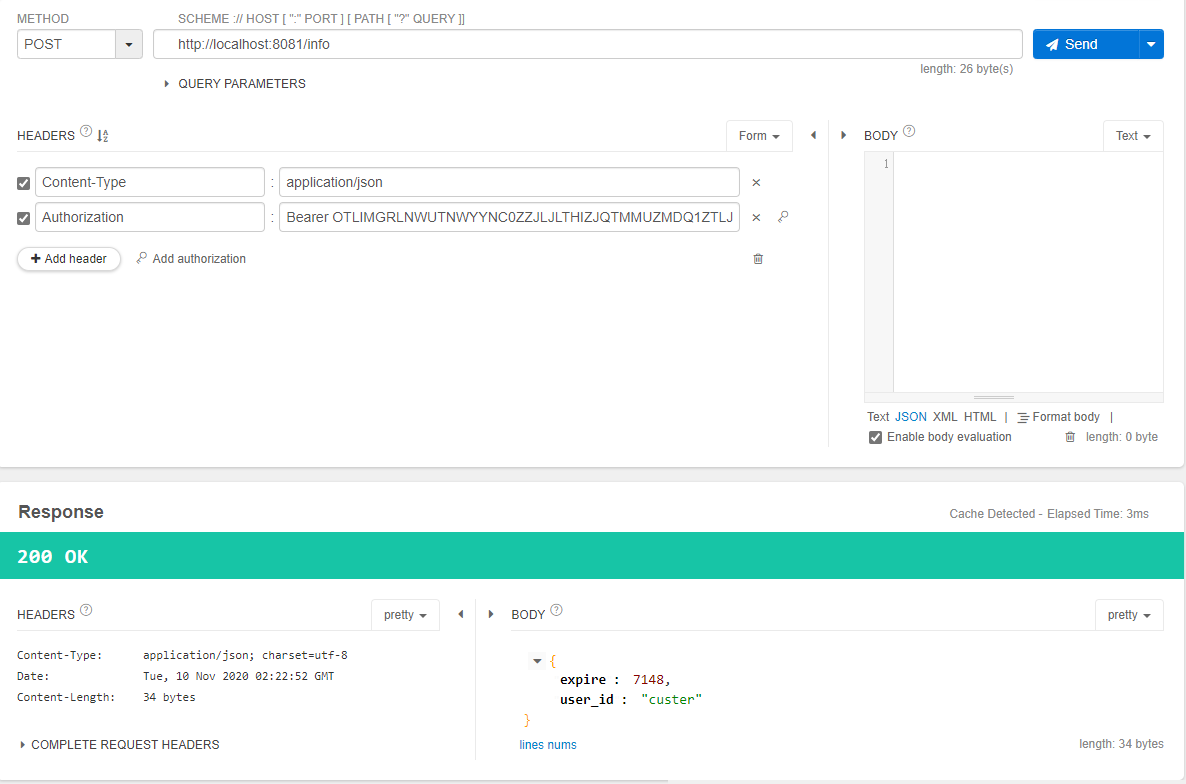 METHOD
SCHEME :// HOST [ ":" PORT ] [ PATH [ "?" QUERY ]]
POST
http://localhost:8081/info
Send
length: 26 byte(s)
QUERY PARAMETERS
HEADERS ?
Form
BODY ?
Text
Content-Type : application/json
Authorization : Bearer OTLIMGRLNWUTNWYYNC0ZZJLJLTHIZJQTMMUZMDQ1ZTLJ
+ Add header
Add authorization
1
Text JSON XML HTML | Format body |
Enable body evaluation
length: 0 byte
Response
Cache Detected - Elapsed Time: 3ms
200 OK
HEADERS ?
pretty
BODY ?
pretty
Content-Type: application/json; charset=utf-8
Date: Tue, 10 Nov 2020 02:22:52 GMT
Content-Length: 34 bytes
COMPLETE REQUEST HEADERS
{
expire : 7148,
user_id : "custer"
}
lines nums
length: 34 bytes